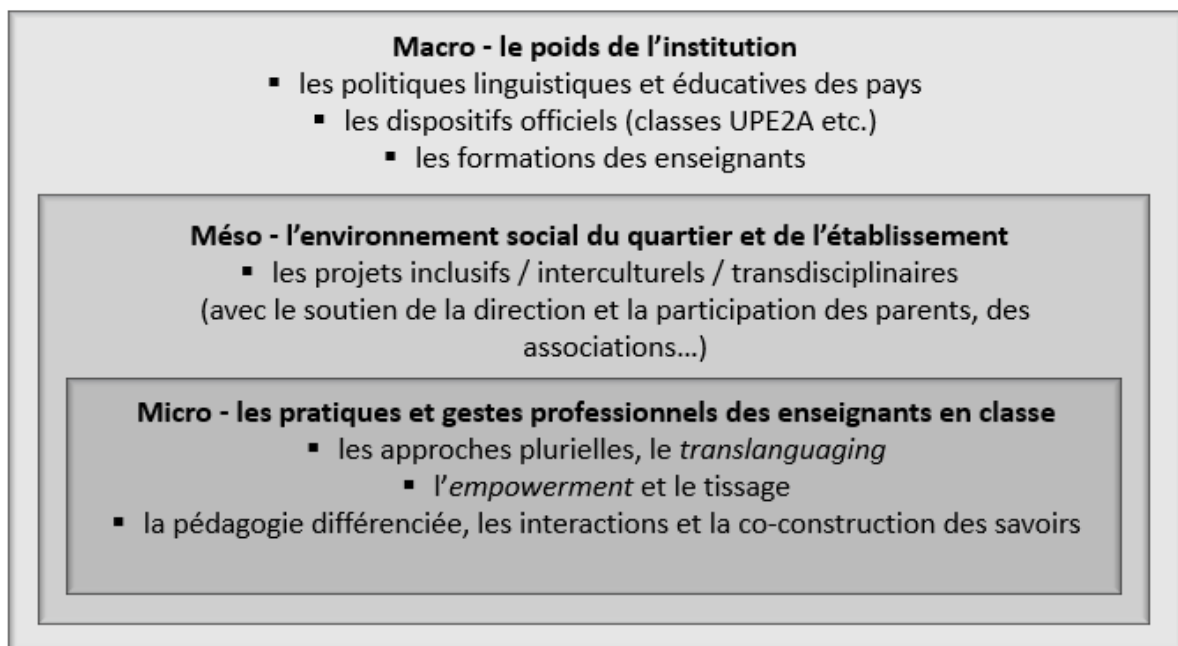 Macro - le poids de l’institution
▪ les politiques linguistiques et éducatives des pays
▪ les dispositifs officiels (classes UPE2A etc.)
▪ les formations des enseignants
Méso - l’environnement social du quartier et de l’établissement
▪ les projets inclusifs / interculturels / transdisciplinaires
(avec le soutien de la direction et la participation des parents, des
associations…)
Micro - les pratiques et gestes professionnels des enseignants en classe
▪ les approches plurielles, le translanguaging
▪ l’empowerment et le tissage
▪ la pédagogie différenciée, les interactions et la co-construction des savoirs